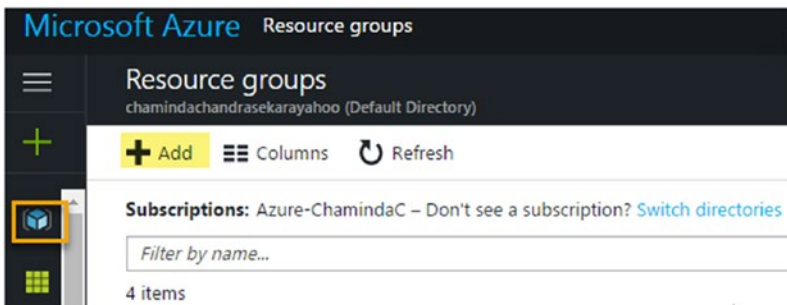 Microsoft Azure Resource groups
Resource groups
chamindachandrasekarayahoo (Default Directory)
Add Columns Refresh
Subscriptions: Azure-ChamindaC – Don't see a subscription? Switch directories
Filter by name...
4 items